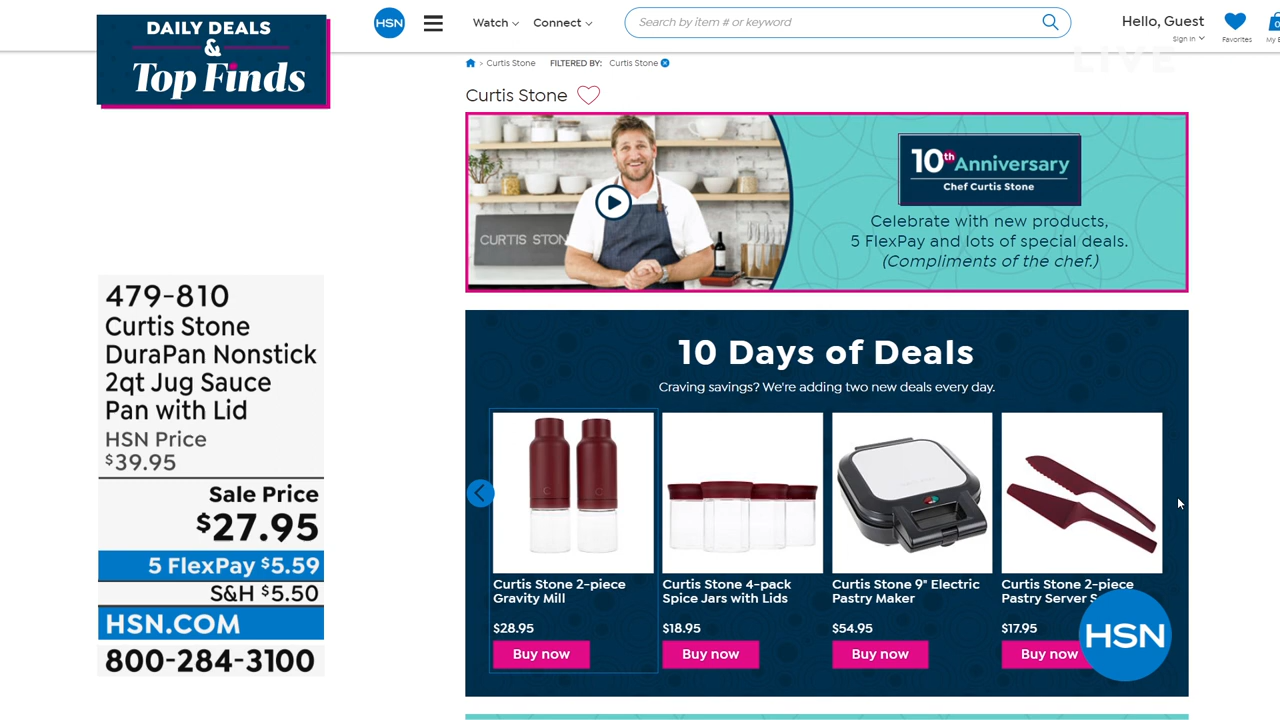 DAILY DEALS
&
Top Finds
HSN
Watch
Connect
Search by item # or keyword
Hello, Guest
Sign In
Favorites
LIVE
> Curtis Stone
FILTERED BY: Curtis Stone
Curtis Stone
CURTIS STON
10th Anniversary
Chef Curtis Stone
Celebrate with new products,
5 FlexPay and lots of special deals.
(Compliments of the chef.)
479-810
Curtis Stone
DuraPan Nonstick
2qt Jug Sauce
Pan with Lid
HSN Price
$39.95
Sale Price
$27.95
5 FlexPay $5.59
S&H $5.50
HSN.COM
800-284-3100
10 Days of Deals
Craving savings? We're adding two new deals every day.
Curtis Stone 2-piece
Gravity Mill
$28.95
Buy now
Curtis Stone 4-pack
Spice Jars with Lids
$18.95
Buy now
Curtis Stone 9" Electric
Pastry Maker
$54.95
Buy now
Curtis Stone 2-piece
Pastry Server
$17.95
Buy now
HSN